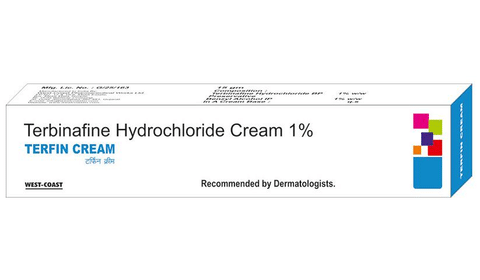 Mfg. Lic. No. : G/25/163
15 gm
Composition :
Terbinafine Hydrochloride BP 1% w/w
Preservative
Benzyl Alcohol IP 1% w/w
In A Cream Base : q.s
Terbinafine Hydrochloride Cream 1%
TERFIN CREAM
टर्फिन क्रीम
WEST-COAST
Recommended by Dermatologists.
TERFIN CREAM